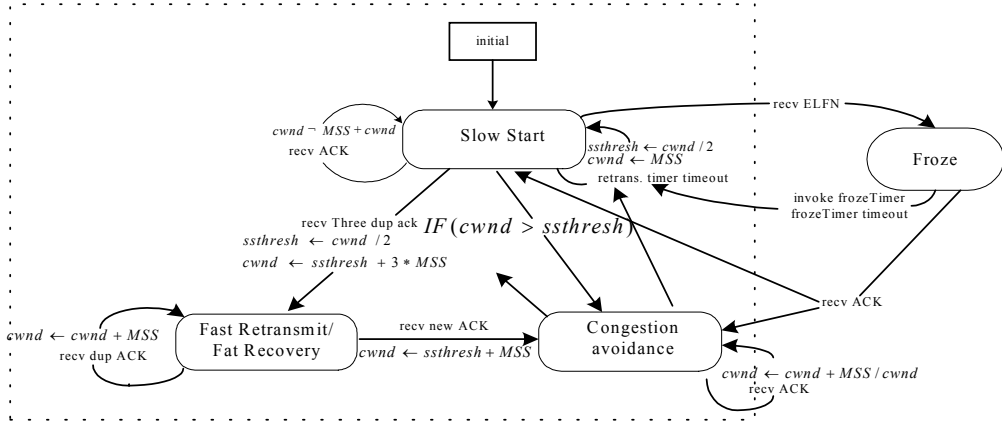 initial
recv ELFN
cwnd ¬ MSS + cwnd
recv ACK
Slow Start
ssthresh ← cwnd / 2
cwnd ← MSS
retrans. timer timeout
Froze
invoke frozeTimer
frozeTimer timeout
recv Three dup ack
IF(cwnd > ssthresh)
ssthresh ← cwnd / 2
cwnd ← ssthresh + 3 * MSS
recv ACK
cwnd ← cwnd + MSS
recv dup ACK
Fast Retransmit/
Fat Recovery
recv new ACK
cwnd ← ssthresh + MSS
Congestion
avoidance
cwnd ← cwnd + MSS / cwnd
recv ACK